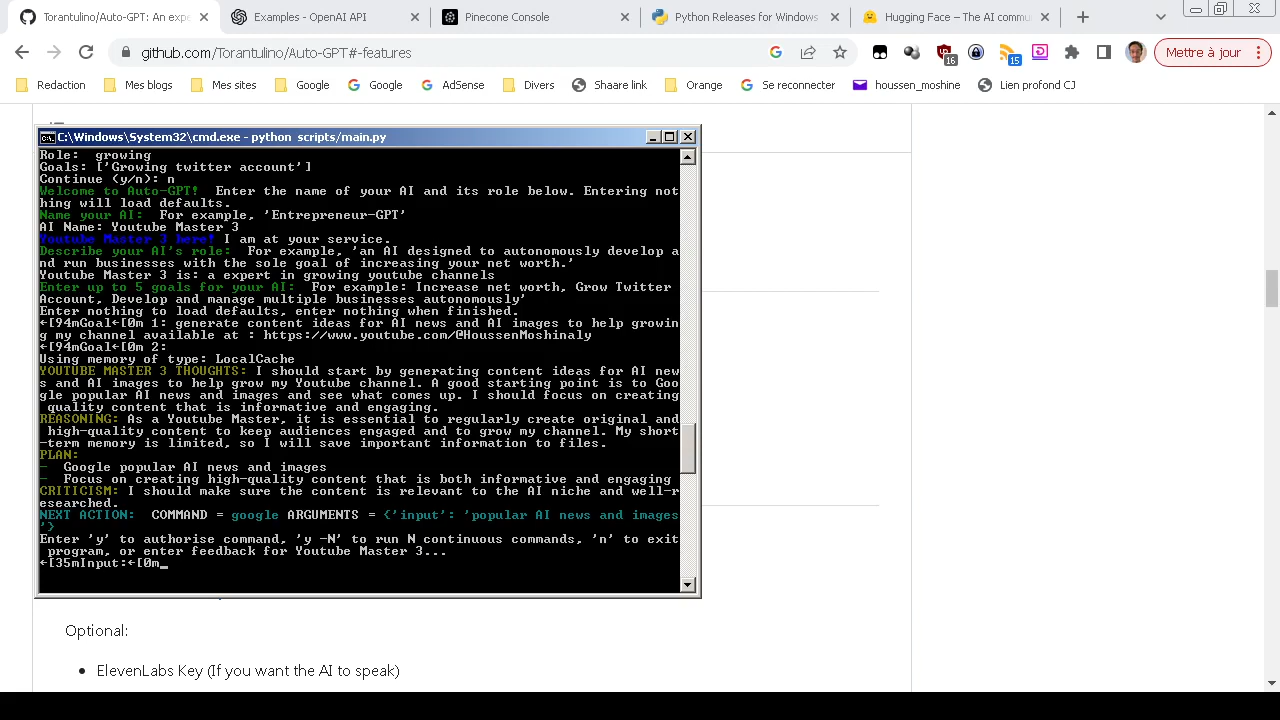 Torantulino/Auto-GPT: An expe
Examples - OpenAI API
Pinecone Console
Python Releases for Windows
Hugging Face – The AI commu
github.com/Torantulino/Auto-GPT#-features
16
15
Mettre à jour
Redaction
Mes blogs
Mes sites
Google
Google
AdSense
Divers
Shaare link
Orange
Se reconnecter
houssen_moshine
Lien profond CJ
C:\Windows\System32\cmd.exe - python scripts/main.py
Role:  growing
Goals: ['Growing twitter account']
Continue (y/n): n
Welcome to Auto-GPT!  Enter the name of your AI and its role below. Entering not
hing will load defaults.
Name your AI:  For example, 'Entrepreneur-GPT'
AI Name: Youtube Master 3
Youtube Master 3 here! I am at your service.
Describe your AI's role:  For example, 'an AI designed to autonomously develop a
nd run businesses with the sole goal of increasing your net worth.'
Youtube Master 3 is: a expert in growing youtube channels
Enter up to 5 goals for your AI:  For example: Increase net worth, Grow Twitter
Account, Develop and manage multiple businesses autonomously'
Enter nothing to load defaults, enter nothing when finished.
←[94mGoal←[0m 1: generate content ideas for AI news and AI images to help growin
g my channel available at : https://www.youtube.com/@HoussenMoshinaly
←[94mGoal←[0m 2:
Using memory of type: LocalCache
YOUTUBE MASTER 3 THOUGHTS: I should start by generating content ideas for AI new
s and AI images to help grow my Youtube channel. A good starting point is to Goo
gle popular AI news and images and see what comes up. I should focus on creating
 quality content that is informative and engaging.
REASONING: As a Youtube Master, it is essential to regularly create original and
 high-quality content to keep audiences engaged and to grow my channel. My short
-term memory is limited, so I will save important information to files.
PLAN:
-  Google popular AI news and images
-  Focus on creating high-quality content that is both informative and engaging
CRITICISM: I should make sure the content is relevant to the AI niche and well-r
esearched.
NEXT ACTION:  COMMAND = google ARGUMENTS = {'input': 'popular AI news and images
'}
Enter 'y' to authorise command, 'y -N' to run N continuous commands, 'n' to exit
 program, or enter feedback for Youtube Master 3...
←[35mInput:←[0m_
Optional:
• ElevenLabs Key (If you want the AI to speak)